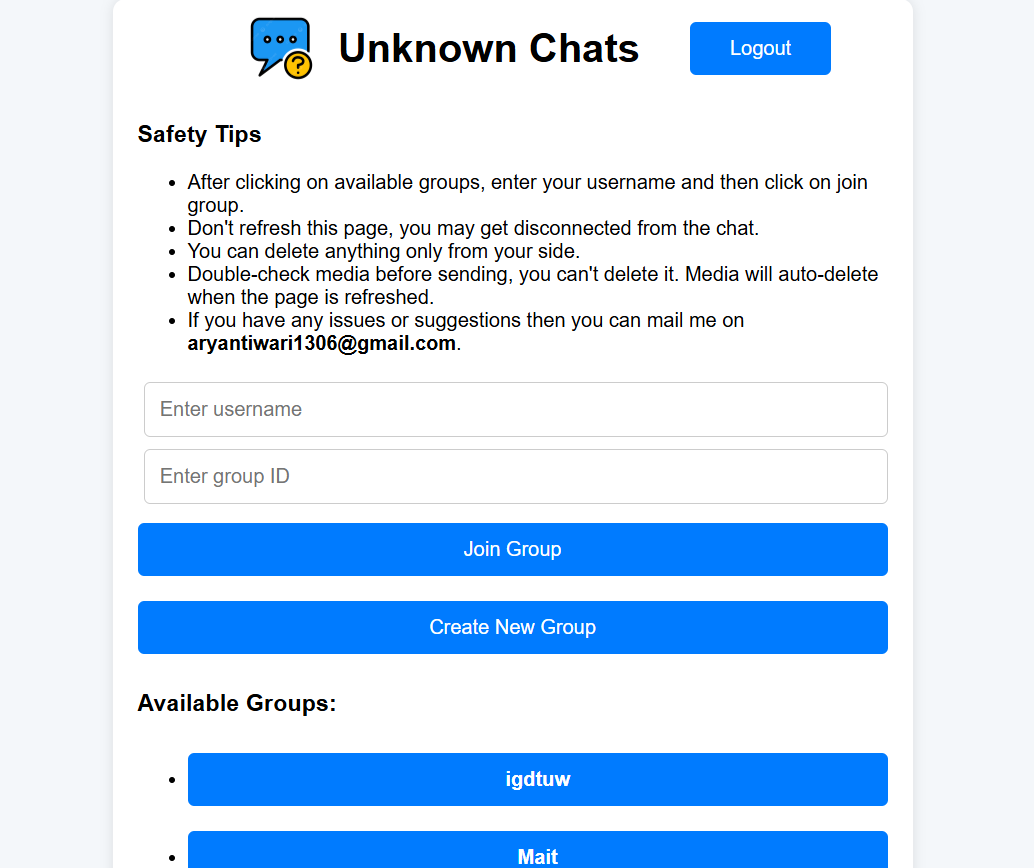 Unknown Chats
Logout
Safety Tips
After clicking on available groups, enter your username and then click on join
group.
Don't refresh this page, you may get disconnected from the chat.
You can delete anything only from your side.
Double-check media before sending, you can't delete it. Media will auto-delete
when the page is refreshed.
If you have any issues or suggestions then you can mail me on
aryantiwari1306@gmail.com.
Enter username
Enter group ID
Join Group
Create New Group
Available Groups:
igdtuw
Mait